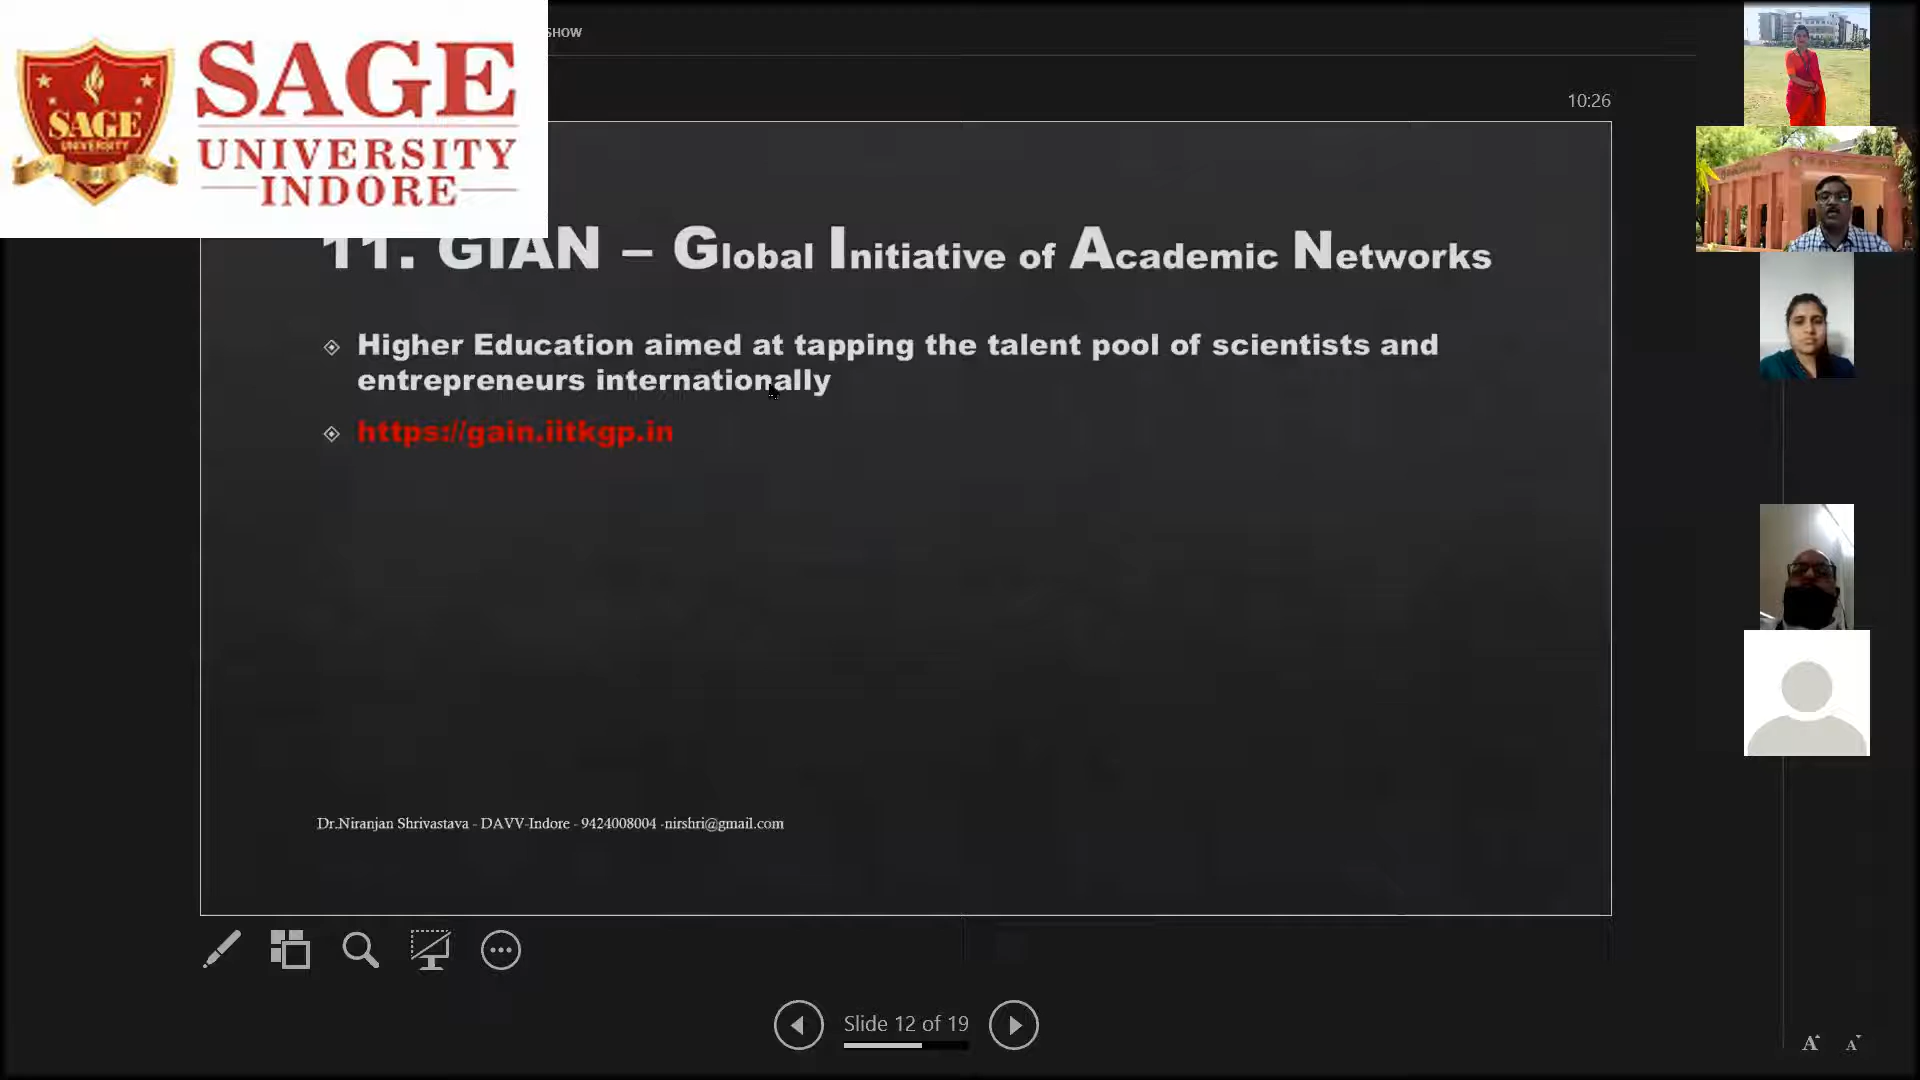 SAGE
UNIVERSITY
INDORE
SAGE
UNIVERSITY
SHOW
10:26
11. GIAN – Global Initiative of Academic Networks
Higher Education aimed at tapping the talent pool of scientists and
entrepreneurs internationally
https://gain.iitkgp.in
Dr.Niranjan Shrivastava - DAVV-Indore - 9424008004 -nirshri@gmail.com
Slide 12 of 19
A A